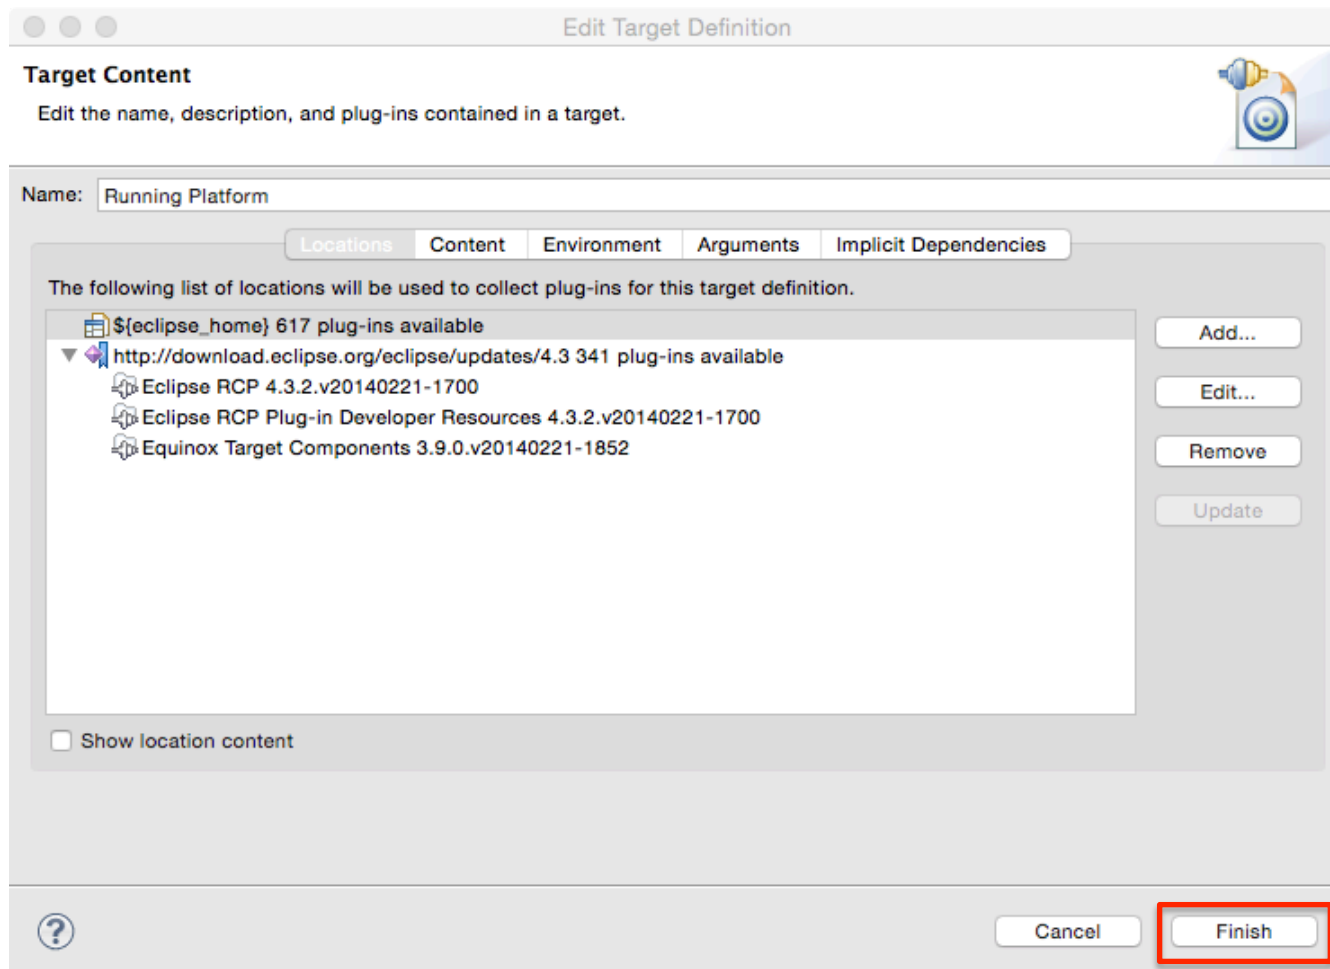 Edit Target Definition
Target Content
Edit the name, description, and plug-ins contained in a target.
Name: Running Platform
Locations Content Environment Arguments Implicit Dependencies
The following list of locations will be used to collect plug-ins for this target definition.
${eclipse_home} 617 plug-ins available
http://download.eclipse.org/eclipse/updates/4.3 341 plug-ins available
Eclipse RCP 4.3.2.v20140221-1700
Eclipse RCP Plug-in Developer Resources 4.3.2.v20140221-1700
Equinox Target Components 3.9.0.v20140221-1852
Add...
Edit...
Remove
Update
Show location content
?
Cancel Finish